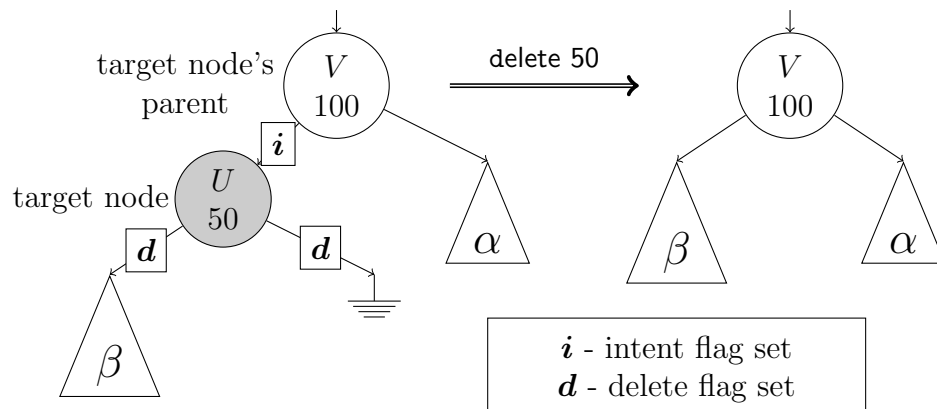 target node's
parent
V
100
i
target node
U
50
d
d
α
β
delete 50
V
100
β
α
i - intent flag set
d - delete flag set